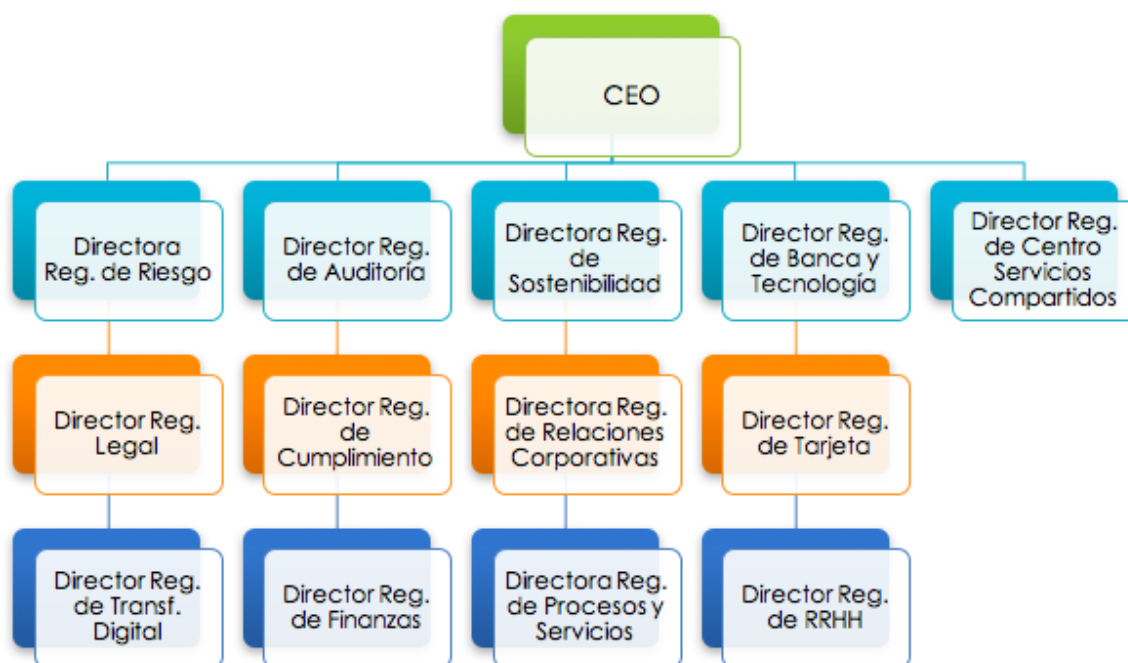 CEO
Directora
Reg. de Riesgo
Director Reg.
de Auditoría
Directora Reg.
de
Sostenibilidad
Director Reg.
de Banca y
Tecnología
Director Reg.
de Centro
Servicios
Compartidos
Director Reg.
Legal
Director Reg.
de
Cumplimiento
Directora Reg.
de Relaciones
Corporativas
Director Reg.
de Tarjeta
Director Reg.
de Transf.
Digital
Director Reg.
de Finanzas
Directora Reg.
de Procesos y
Servicios
Director Reg.
de RRHH